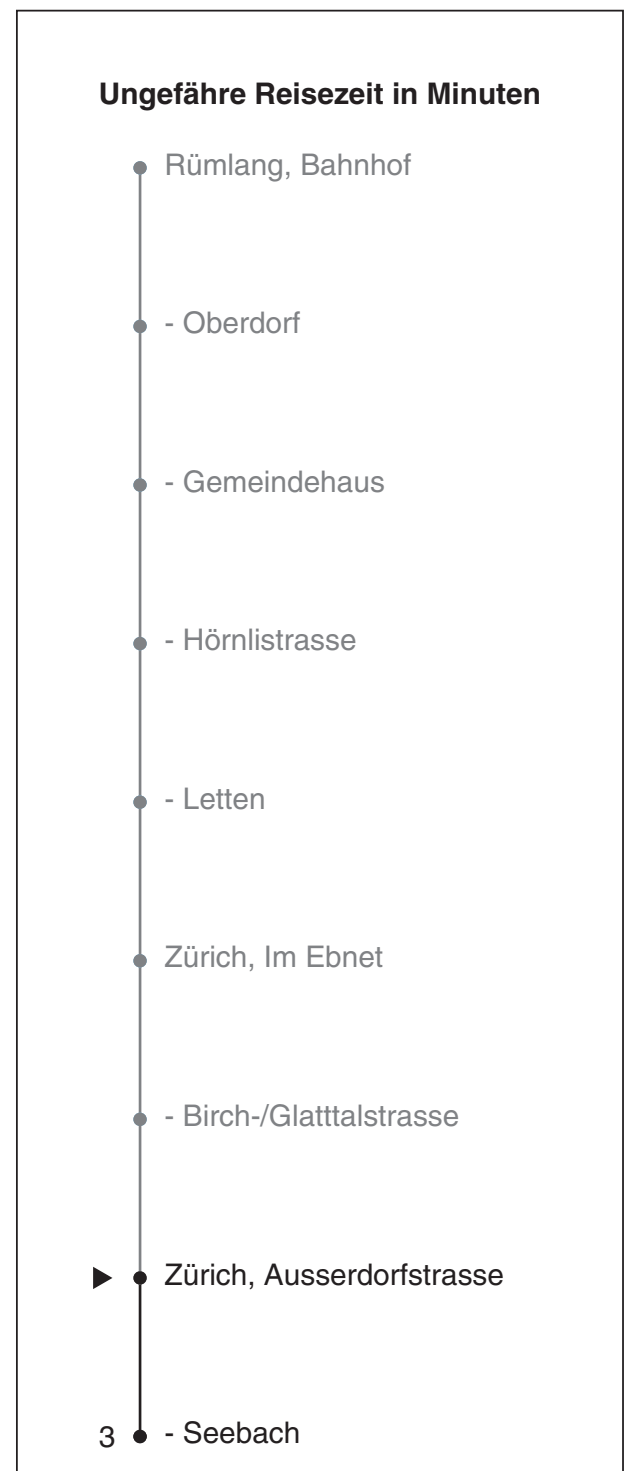 Ungefähre Reisezeit in Minuten
Rümlang, Bahnhof
- Oberdorf
- Gemeindehaus
- Hörnlistrasse
- Letten
Zürich, Im Ebnet
- Birch-/Glatttalstrasse
Zürich, Ausserdorfstrasse
3 - Seebach